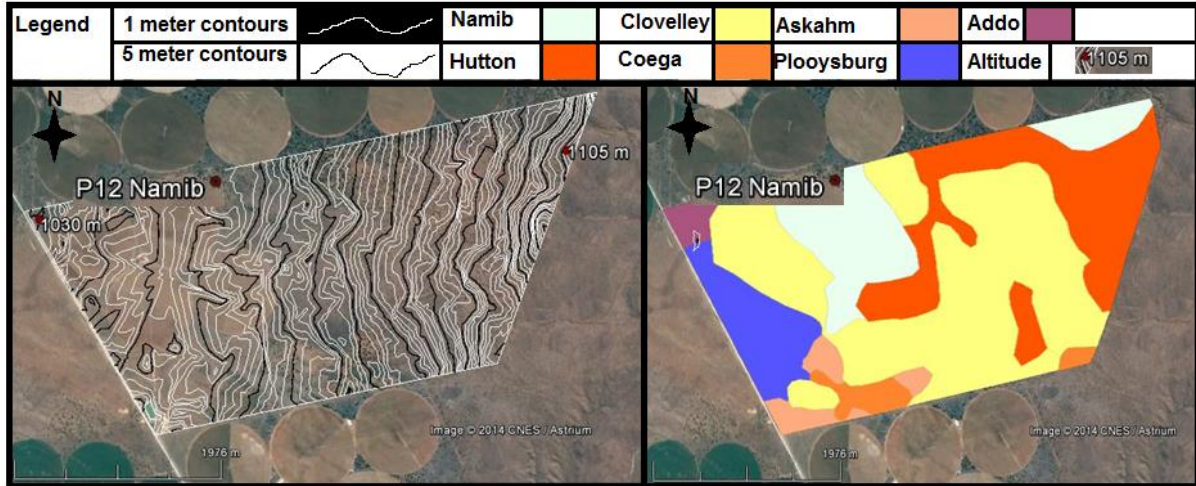 Legend
1 meter contours
Namib
Clovelley
Askahm
Addo
5 meter contours
Hutton
Coega
Plooysburg
Altitude
1105 m
N
P12 Namib
1105 m
1030 m
Image © 2014 CNES / Astrium
1976 m
N
P12 Namib
Image © 2014 CNES / Astrium
1976 m